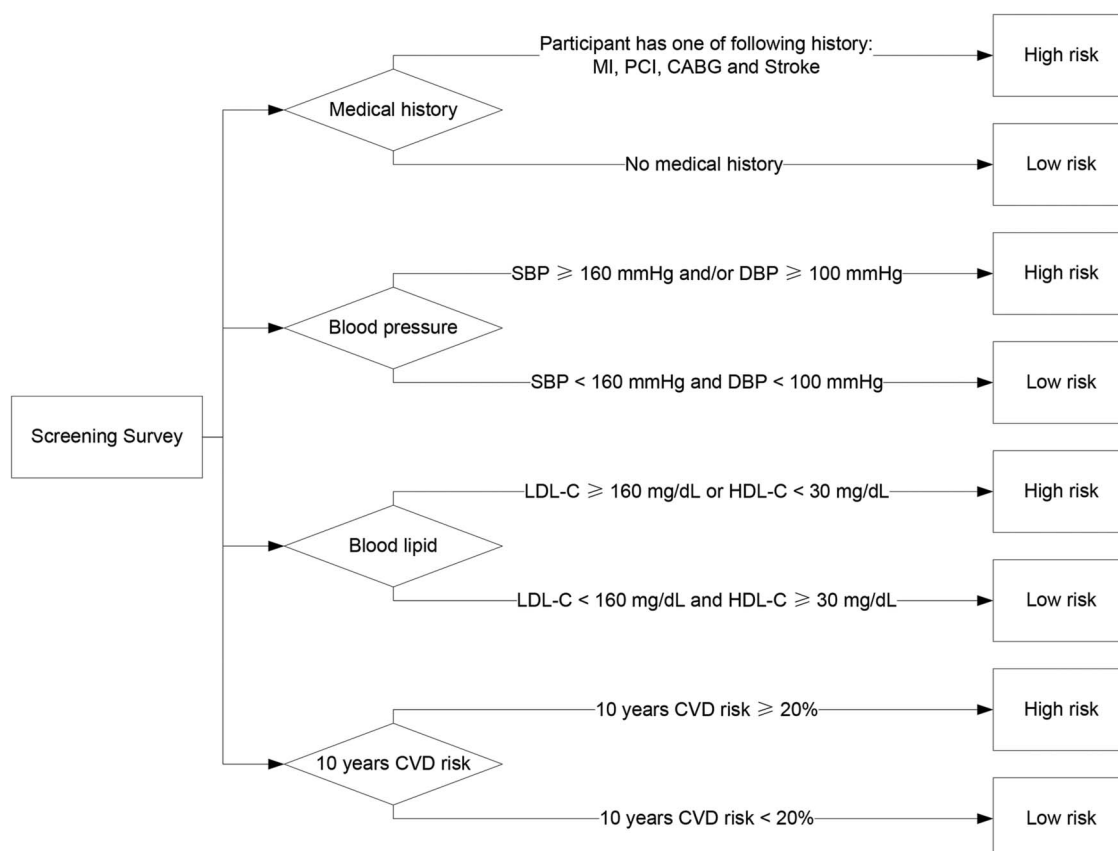 Participant has one of following history:
MI, PCI, CABG and Stroke
High risk
Medical history
No medical history
Low risk
SBP ⩾ 160 mmHg and/or DBP ⩾ 100 mmHg
High risk
Blood pressure
SBP < 160 mmHg and DBP < 100 mmHg
Low risk
Screening Survey
LDL-C ⩾ 160 mg/dL or HDL-C < 30 mg/dL
High risk
Blood lipid
LDL-C < 160 mg/dL and HDL-C ⩾ 30 mg/dL
Low risk
10 years CVD risk ⩾ 20%
High risk
10 years CVD risk
10 years CVD risk < 20%
Low risk